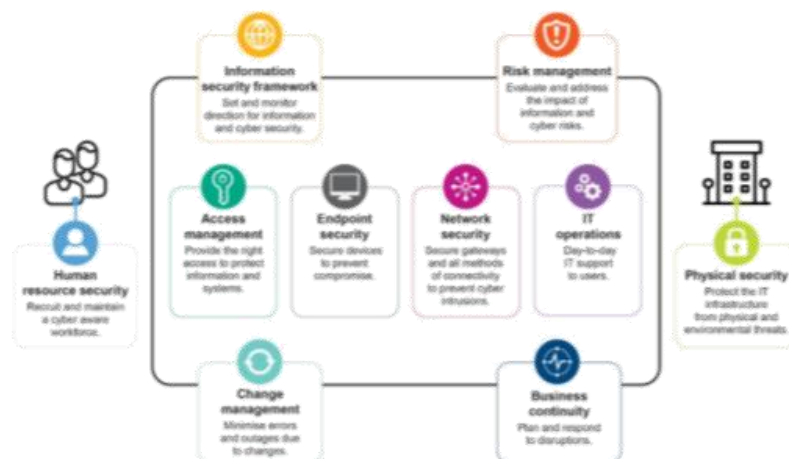 Information
security framework
Set and monitor
direction for information
and cyber security.
Risk management
Evaluate and address
the impact of
information and
cyber risks.
Human
resource security
Recruit and maintain
a cyber aware
workforce.
Access
management
Provide the right
access to protect
information and
systems.
Endpoint
security
Secure devices
to prevent
compromise.
Network
security
Secure gateways
and all methods
of connectivity
to prevent cyber
intrusions.
IT
operations
Day-to-day
IT support
to users.
Physical security
Protect the IT
infrastructure
from physical and
environmental threats.
Change
management
Minimise errors
and outages due
to changes.
Business
continuity
Plan and respond
to disruptions.